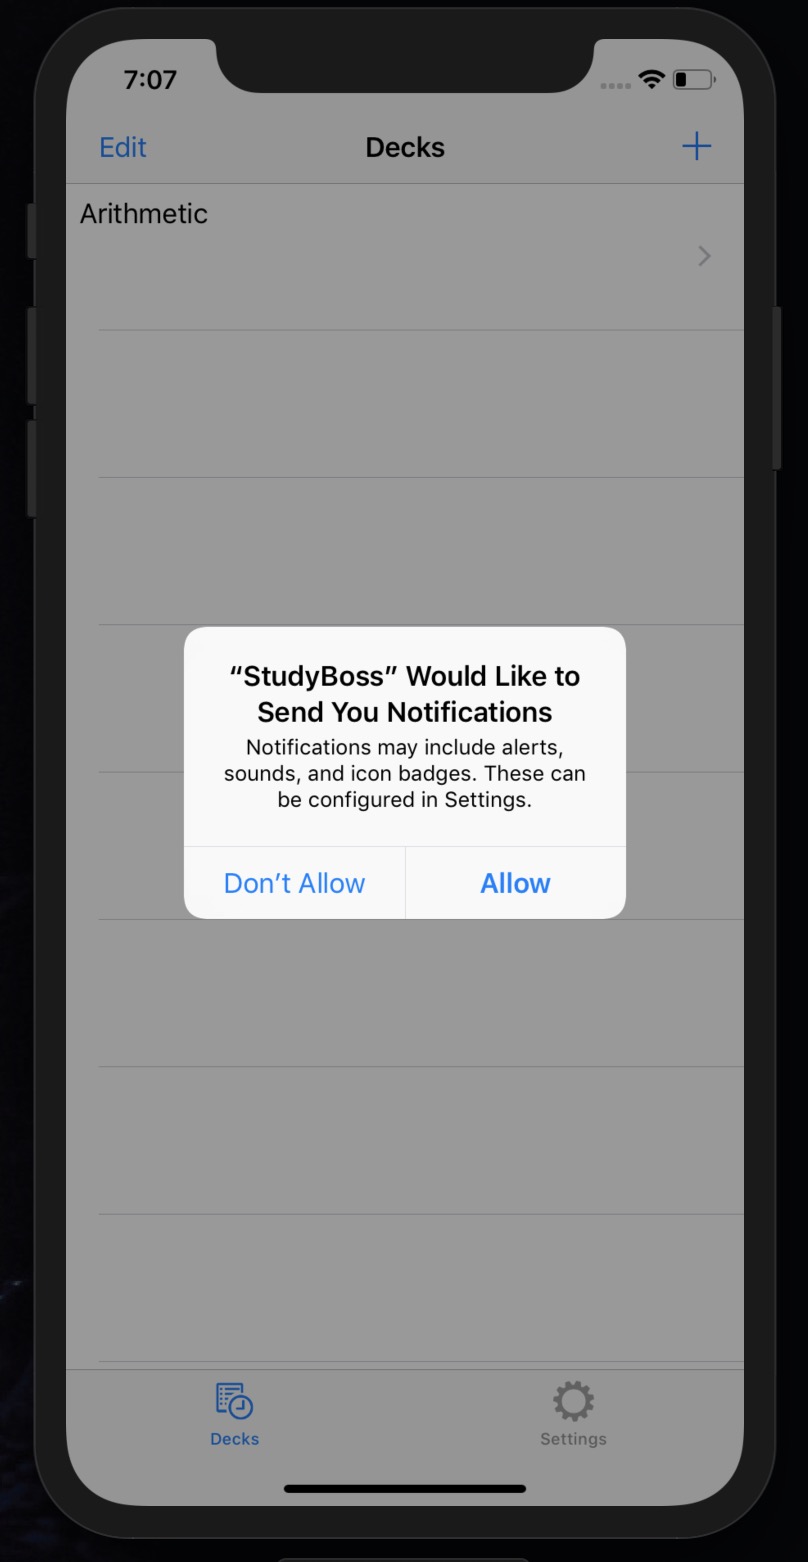 7:07
Edit
Decks
Arithmetic
“StudyBoss” Would Like to
Send You Notifications
Notifications may include alerts,
sounds, and icon badges. These can
be configured in Settings.
Don’t Allow
Allow
Decks
Settings